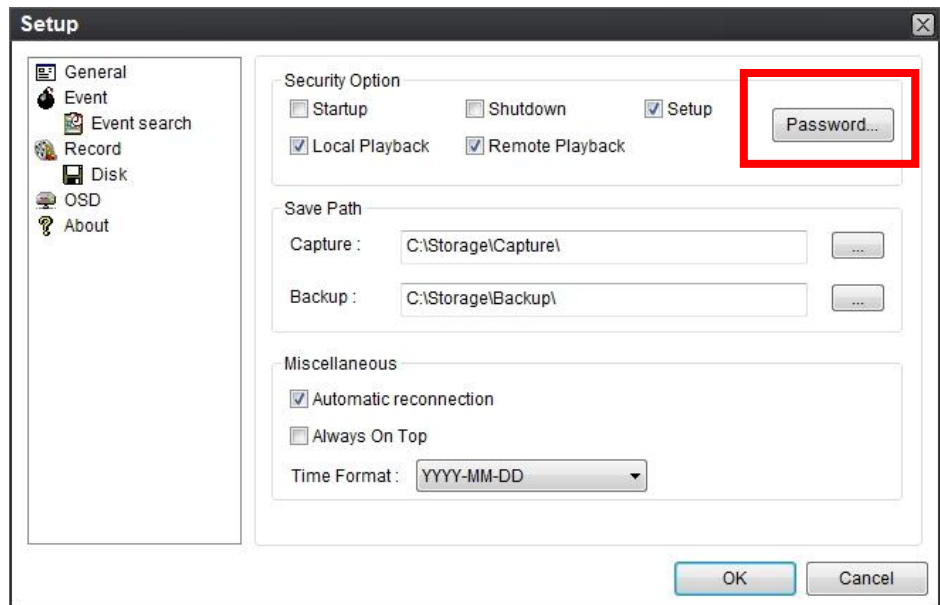 Setup
General
Event
Event search
Record
Disk
OSD
About
Security Option
Startup
Shutdown
Setup
Password...
Local Playback
Remote Playback
Save Path
Capture :
C:\Storage\Capture\
...
Backup :
C:\Storage\Backup\
...
Miscellaneous
Automatic reconnection
Always On Top
Time Format :
YYYY-MM-DD
OK
Cancel